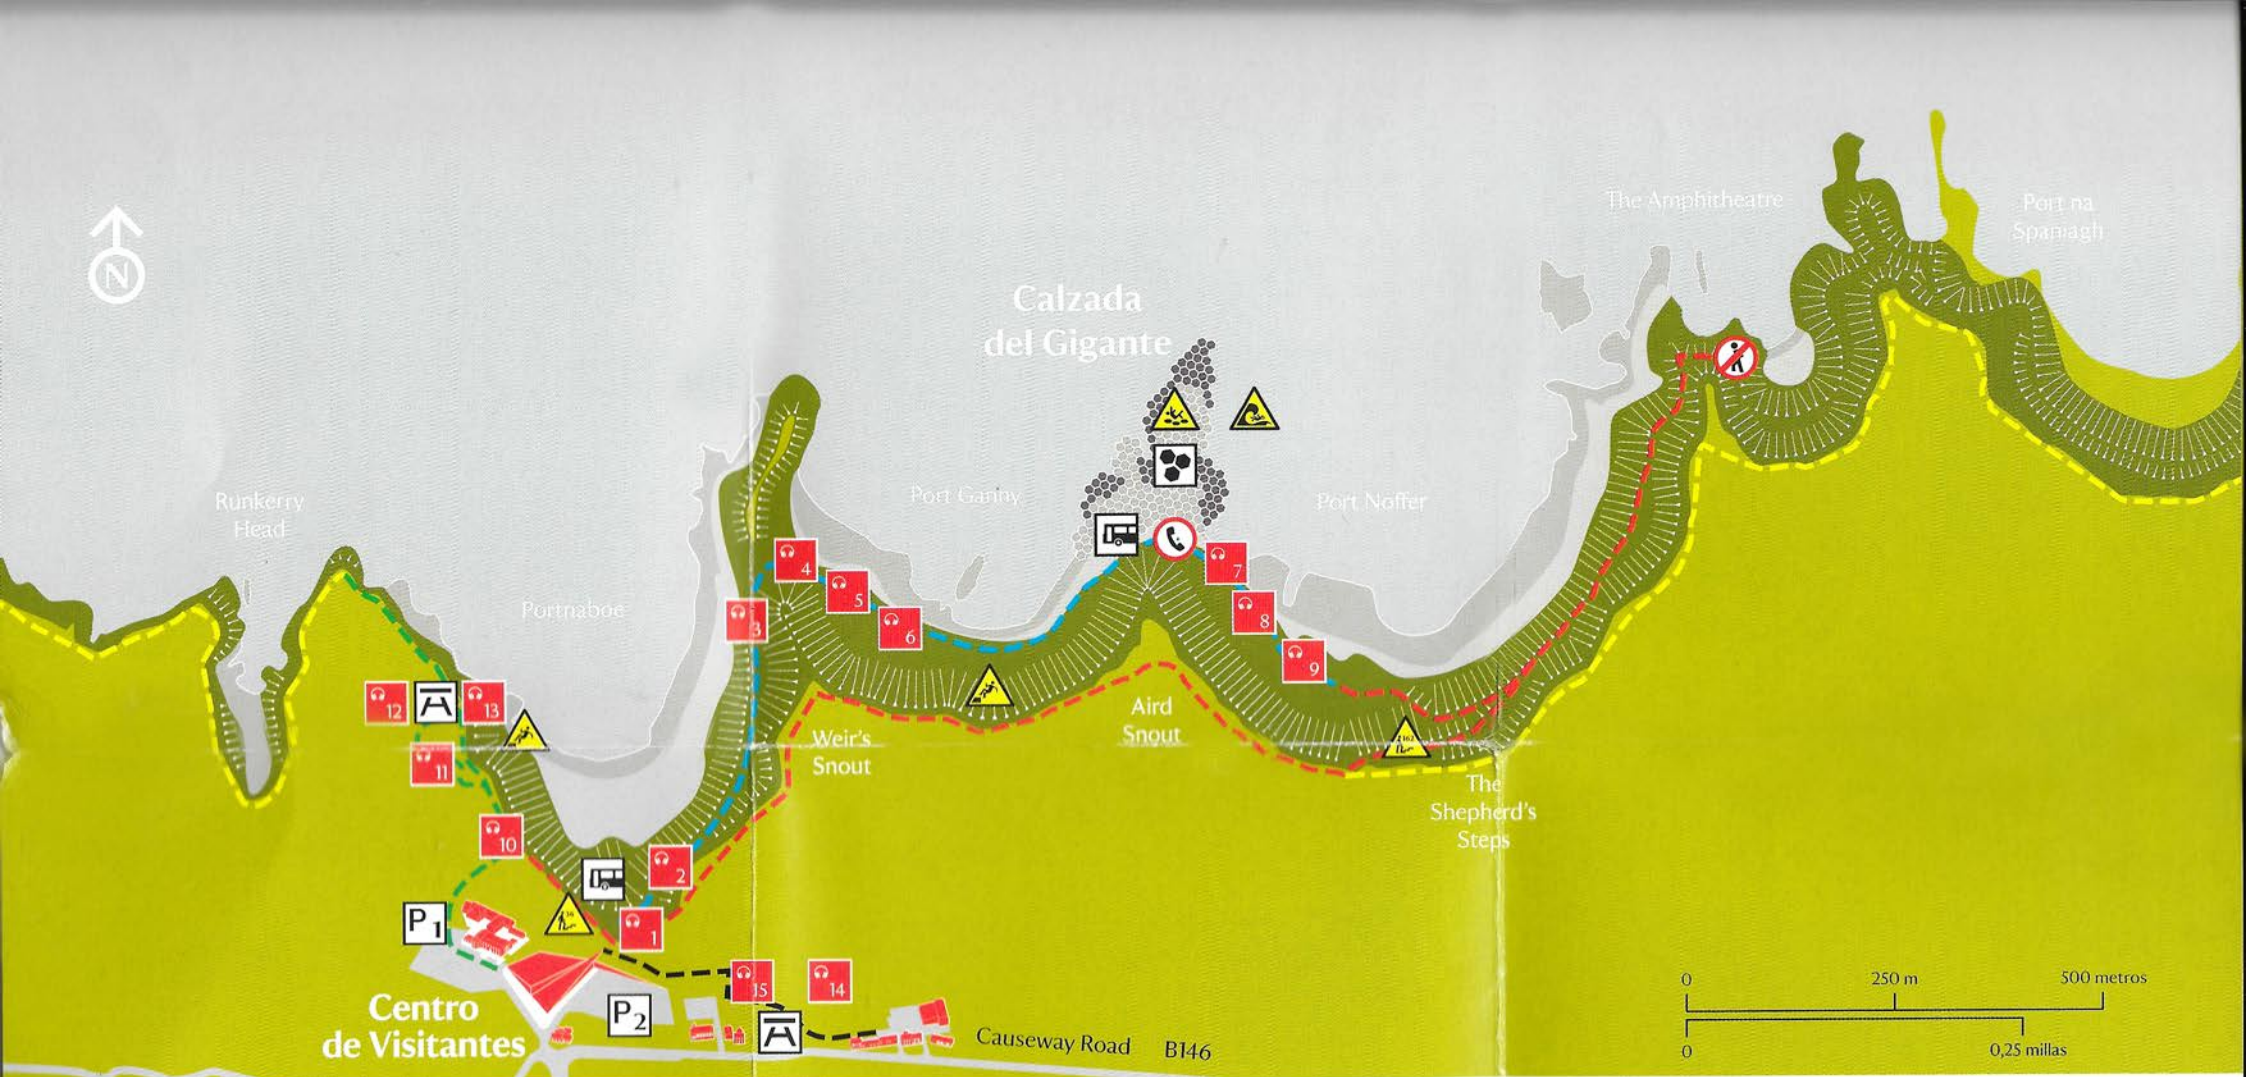 The Amphitheatre
Port na
Spaniagh
N
Calzada
del Gigante
Runkerry
Head
Port Ganny
Port Noffer
Portnaboe
4
5
7
3
6
8
9
12
13
11
Weir's
Snout
Aird
Snout
162
The
Shepherd's
Steps
10
2
P1
1
15
14
0
250 m
500 metros
Centro
de Visitantes
P2
Causeway Road B146
0
0,25 millas